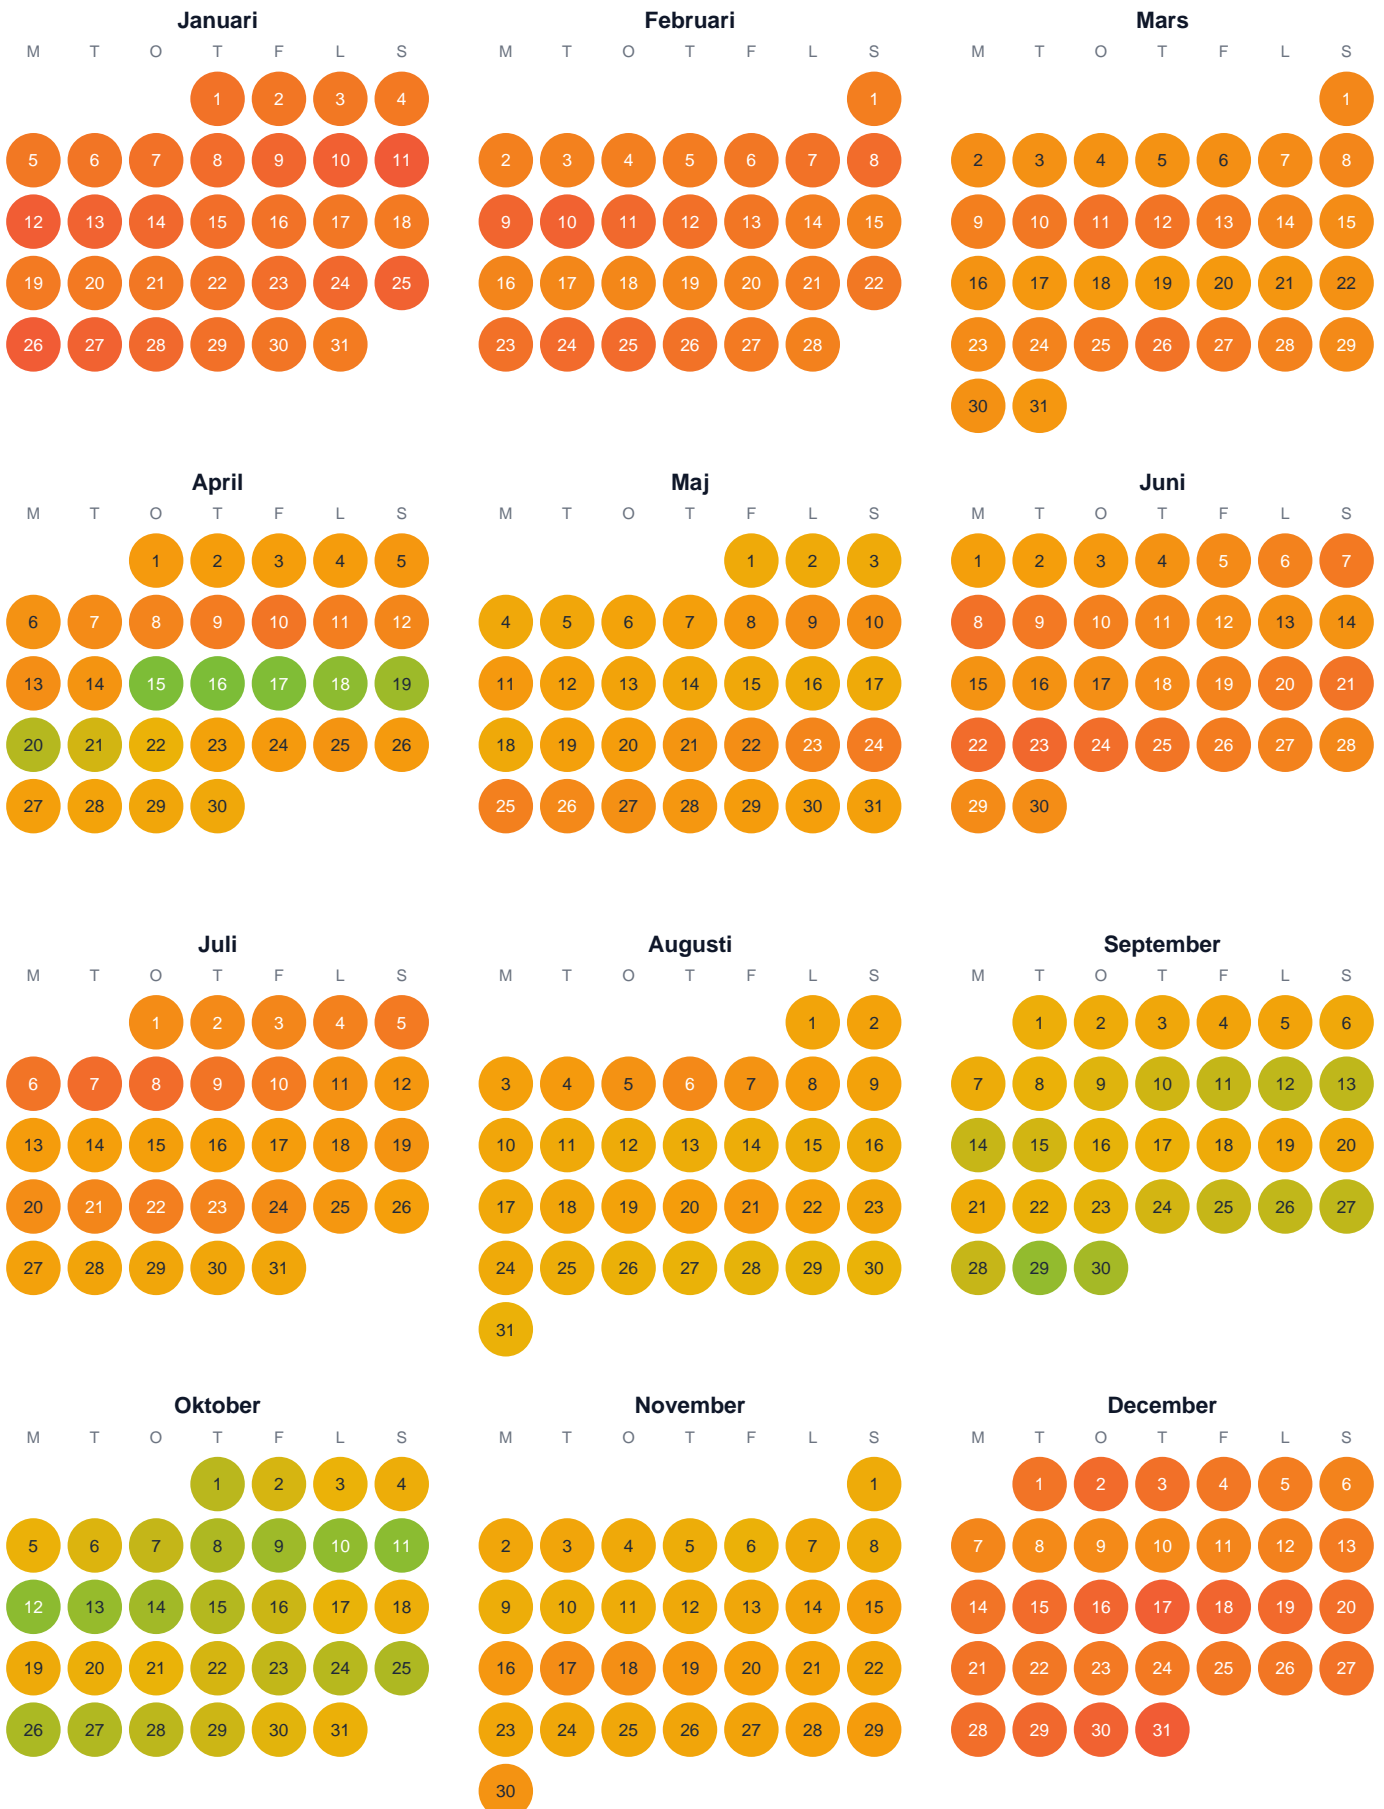 Januari Februari Mars
M T O T F L S M T O T F L S M T O T F L S
1 2 3 4 1 1
5 6 7 8 9 10 11 2 3 4 5 6 7 8 2 3 4 5 6 7 8
12 13 14 15 16 17 18 9 10 11 12 13 14 15 9 10 11 12 13 14 15
19 20 21 22 23 24 25 16 17 18 19 20 21 22 16 17 18 19 20 21 22
26 27 28 29 30 31 23 24 25 26 27 28 23 24 25 26 27 28 29
30 31
April Maj Juni
M T O T F L S M T O T F L S M T O T F L S
1 2 3 4 5 1 2 3 1 2 3 4 5 6 7
6 7 8 9 10 11 12 4 5 6 7 8 9 10 8 9 10 11 12 13 14
13 14 15 16 17 18 19 11 12 13 14 15 16 17 15 16 17 18 19 20 21
20 21 22 23 24 25 26 18 19 20 21 22 23 24 22 23 24 25 26 27 28
27 28 29 30 25 26 27 28 29 30 31 29 30
Juli Augusti September
M T O T F L S M T O T F L S M T O T F L S
1 2 3 4 5 1 2 1 2 3 4 5 6
6 7 8 9 10 11 12 3 4 5 6 7 8 9 7 8 9 10 11 12 13
13 14 15 16 17 18 19 10 11 12 13 14 15 16 14 15 16 17 18 19 20
20 21 22 23 24 25 26 17 18 19 20 21 22 23 21 22 23 24 25 26 27
27 28 29 30 31 24 25 26 27 28 29 30 28 29 30
31
Oktober November December
M T O T F L S M T O T F L S M T O T F L S
1 2 3 4 1 1 2 3 4 5 6
5 6 7 8 9 10 11 2 3 4 5 6 7 8 7 8 9 10 11 12 13
12 13 14 15 16 17 18 9 10 11 12 13 14 15 14 15 16 17 18 19 20
19 20 21 22 23 24 25 16 17 18 19 20 21 22 21 22 23 24 25 26 27
26 27 28 29 30 31 23 24 25 26 27 28 29 28 29 30 31
30